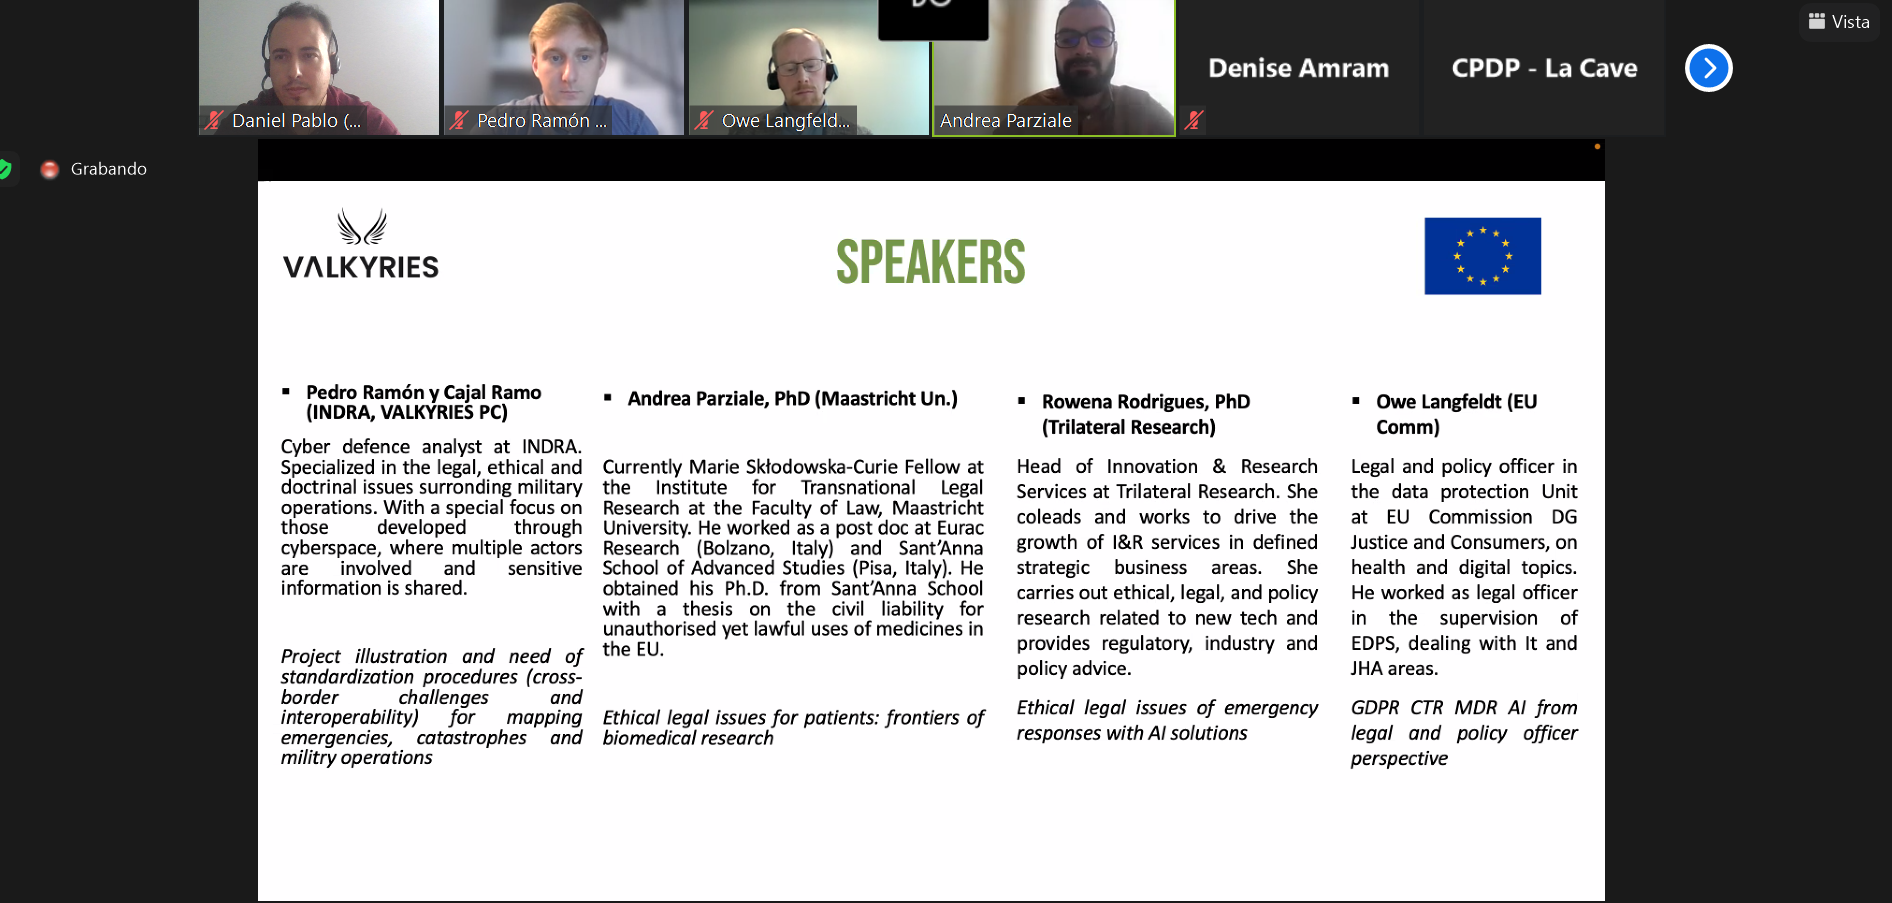 Vista
Denise Amram
CPDP - La Cave
Daniel Pablo (...
Pedro Ramón ...
Owe Langfeld...
Andrea Parziale
Grabando
VALKYRIES
SPEAKERS
▪ Pedro Ramón y Cajal Ramo
(INDRA, VALKYRIES PC)
Cyber defence analyst at INDRA.
Specialized in the legal, ethical and
doctrinal issues surronding military
operations. With a special focus on
those developed through
cyberspace, where multiple actors
are involved and sensitive
information is shared.
Project illustration and need of
standardization procedures (cross-
border challenges and
interoperability) for mapping
emergencies, catastrophes and
militry operations
▪ Andrea Parziale, PhD (Maastricht Un.)
Currently Marie Skłodowska-Curie Fellow at
the Institute for Transnational Legal
Research at the Faculty of Law, Maastricht
University. He worked as a post doc at Eurac
Research (Bolzano, Italy) and Sant'Anna
School of Advanced Studies (Pisa, Italy). He
obtained his Ph.D. from Sant'Anna School
with a thesis on the civil liability for
unauthorised yet lawful uses of medicines in
the EU.
Ethical legal issues for patients: frontiers of
biomedical research
▪ Rowena Rodrigues, PhD
(Trilateral Research)
Head of Innovation & Research
Services at Trilateral Research. She
coleads and works to drive the
growth of I&R services in defined
strategic business areas. She
carries out ethical, legal, and policy
research related to new tech and
provides regulatory, industry and
policy advice.
Ethical legal issues of emergency
responses with AI solutions
▪ Owe Langfeldt (EU
Comm)
Legal and policy officer in
the data protection Unit
at EU Commission DG
Justice and Consumers, on
health and digital topics.
He worked as legal officer
in the supervision of
EDPS, dealing with It and
JHA areas.
GDPR CTR MDR AI from
legal and policy officer
perspective